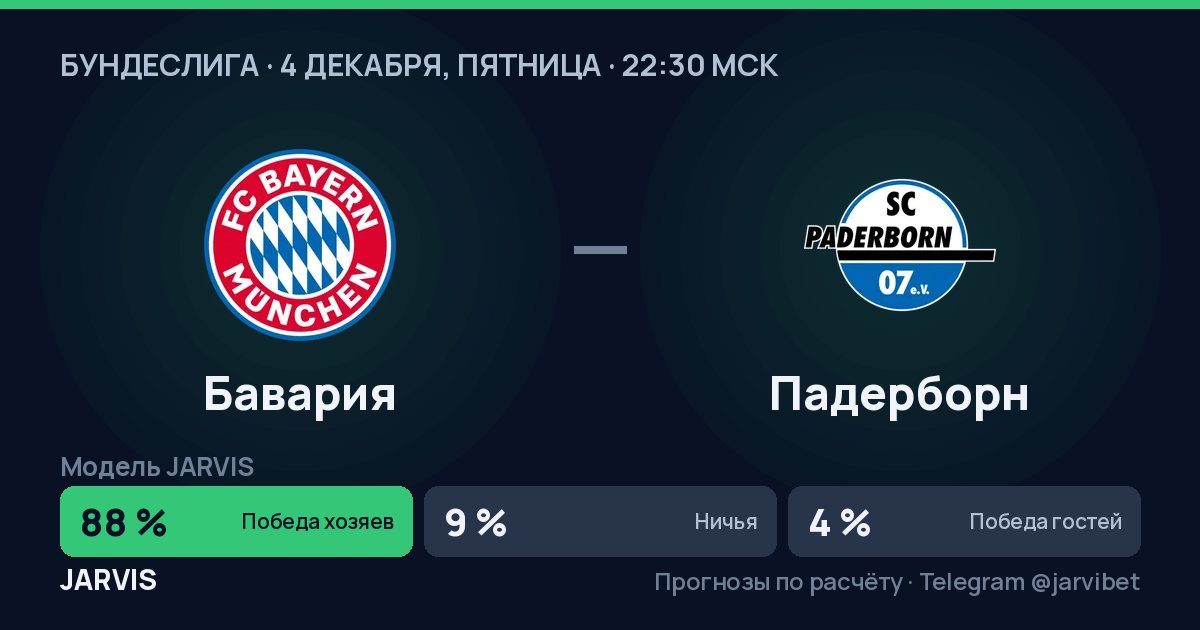 БУНДЕСЛИГА · 4 ДЕКАБРЯ, ПЯТНИЦА · 22:30 МСК
FC BAYERN
MÜNCHEN
SC
PADERBORN
07 e.V.
—
Бавария
Падерборн
Модель JARVIS
88 % Победа хозяев
9 % Ничья
4 % Победа гостей
JARVIS
Прогнозы по расчёту · Telegram @jarvibet